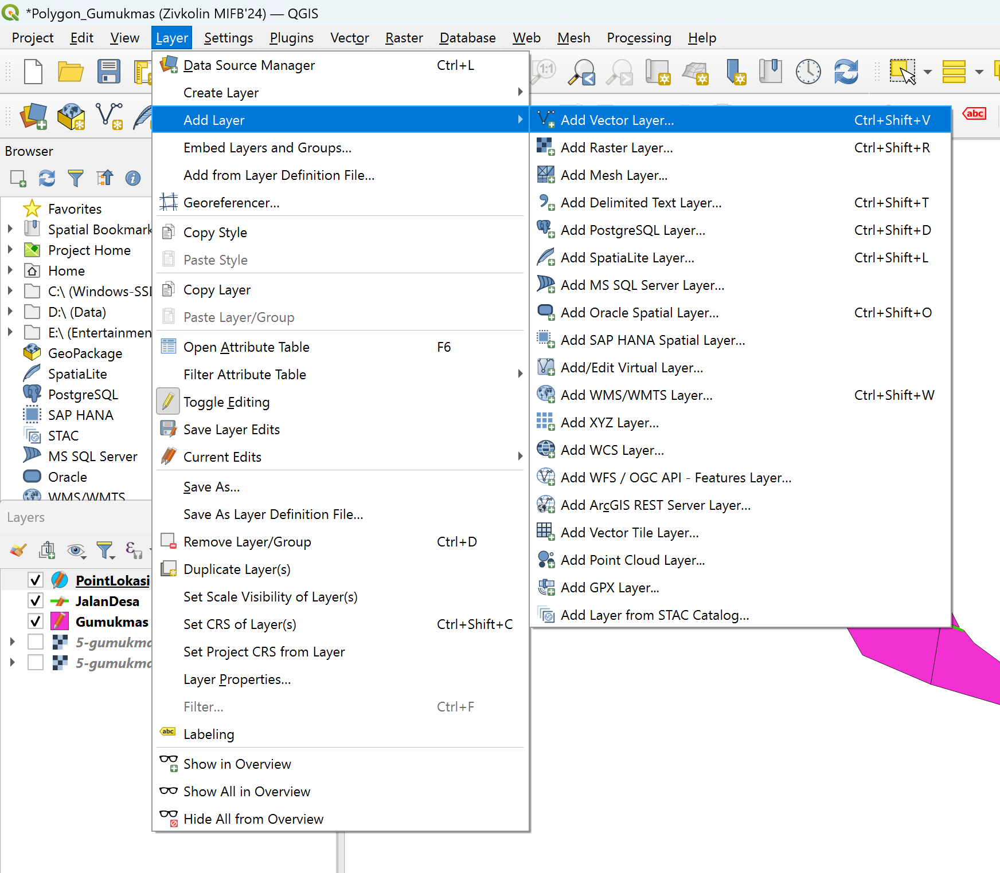 *Polygon_Gumukmas (Zivkolin MIFB'24) — QGIS
Project Edit View Layer Settings Plugins Vector Raster Database Web Mesh Processing Help
Data Source Manager Ctrl+L
Create Layer
Add Layer
Embed Layers and Groups...
Add from Layer Definition File...
Georeferencer...
Copy Style
Paste Style
Copy Layer
Paste Layer/Group
Open Attribute Table F6
Filter Attribute Table
Toggle Editing
Save Layer Edits
Current Edits
Save As...
Save As Layer Definition File...
Remove Layer/Group Ctrl+D
Duplicate Layer(s)
Set Scale Visibility of Layer(s)
Set CRS of Layer(s) Ctrl+Shift+C
Set Project CRS from Layer
Layer Properties...
Filter... Ctrl+F
abc Labeling
Show in Overview
Show All in Overview
Hide All from Overview
Add Vector Layer... Ctrl+Shift+V
Add Raster Layer... Ctrl+Shift+R
Add Mesh Layer...
Add Delimited Text Layer... Ctrl+Shift+T
Add PostgreSQL Layer... Ctrl+Shift+D
Add SpatiaLite Layer... Ctrl+Shift+L
Add MS SQL Server Layer...
Add Oracle Spatial Layer... Ctrl+Shift+O
Add SAP HANA Spatial Layer...
Add/Edit Virtual Layer...
Add WMS/WMTS Layer... Ctrl+Shift+W
Add XYZ Layer...
Add WCS Layer...
Add WFS / OGC API - Features Layer...
Add ArcGIS REST Server Layer...
Add Vector Tile Layer...
Add Point Cloud Layer...
Add GPX Layer...
Add Layer from STAC Catalog...
1:1
abc
Browser
Favorites
Spatial Bookmark
Project Home
Home
C:\ (Windows-SSI
D:\ (Data)
E:\ (Entertainmen
GeoPackage
SpatiaLite
PostgreSQL
SAP HANA
STAC
MS SQL Server
Oracle
WMS/WMTS
Layers
PointLokasi
JalanDesa
Gumukmas
5-gumukma
5-gumukma